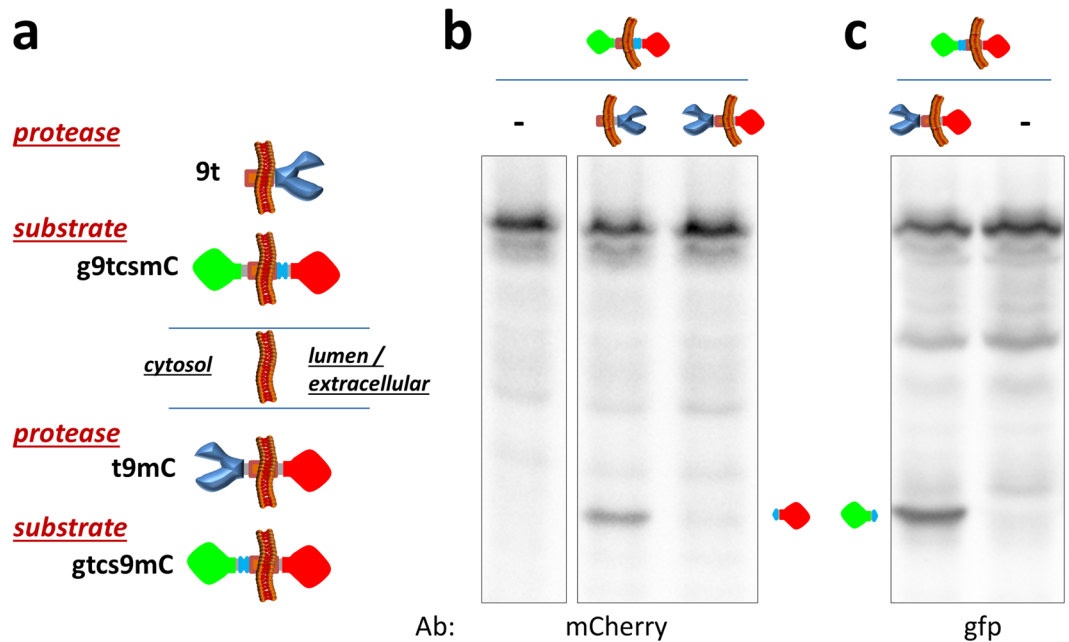 a
protease
9t
substrate
g9tcsmC
cytosol
lumen /
extracellular
protease
t9mC
substrate
gtcs9mC
b
-
Ab:
mCherry
c
-
gfp